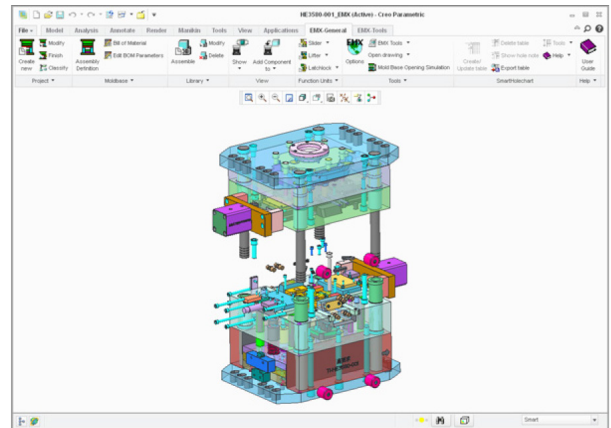 HE3580-001_EMX (Active) - Creo Parametric
File Model Analysis Annotate Render Manikin Tools View Applications EMX General EMX Tools
Create new
Modify
Finish
Classify
Project
Assembly Definition
Bill of Material
Edit BOM Parameters
Moldbase
Assemble
Modify
Delete
Library
Show
Add Component to
View
Slider
Lifter
Latchlock
Function Units
Options
EMX Tools
Open drawing
Mold Base Opening Simulation
Tools
Create/ Update table
Delete table
Show hole note
Export table
Tools
Help
SmartHolechart
User Guide
Help
Smart